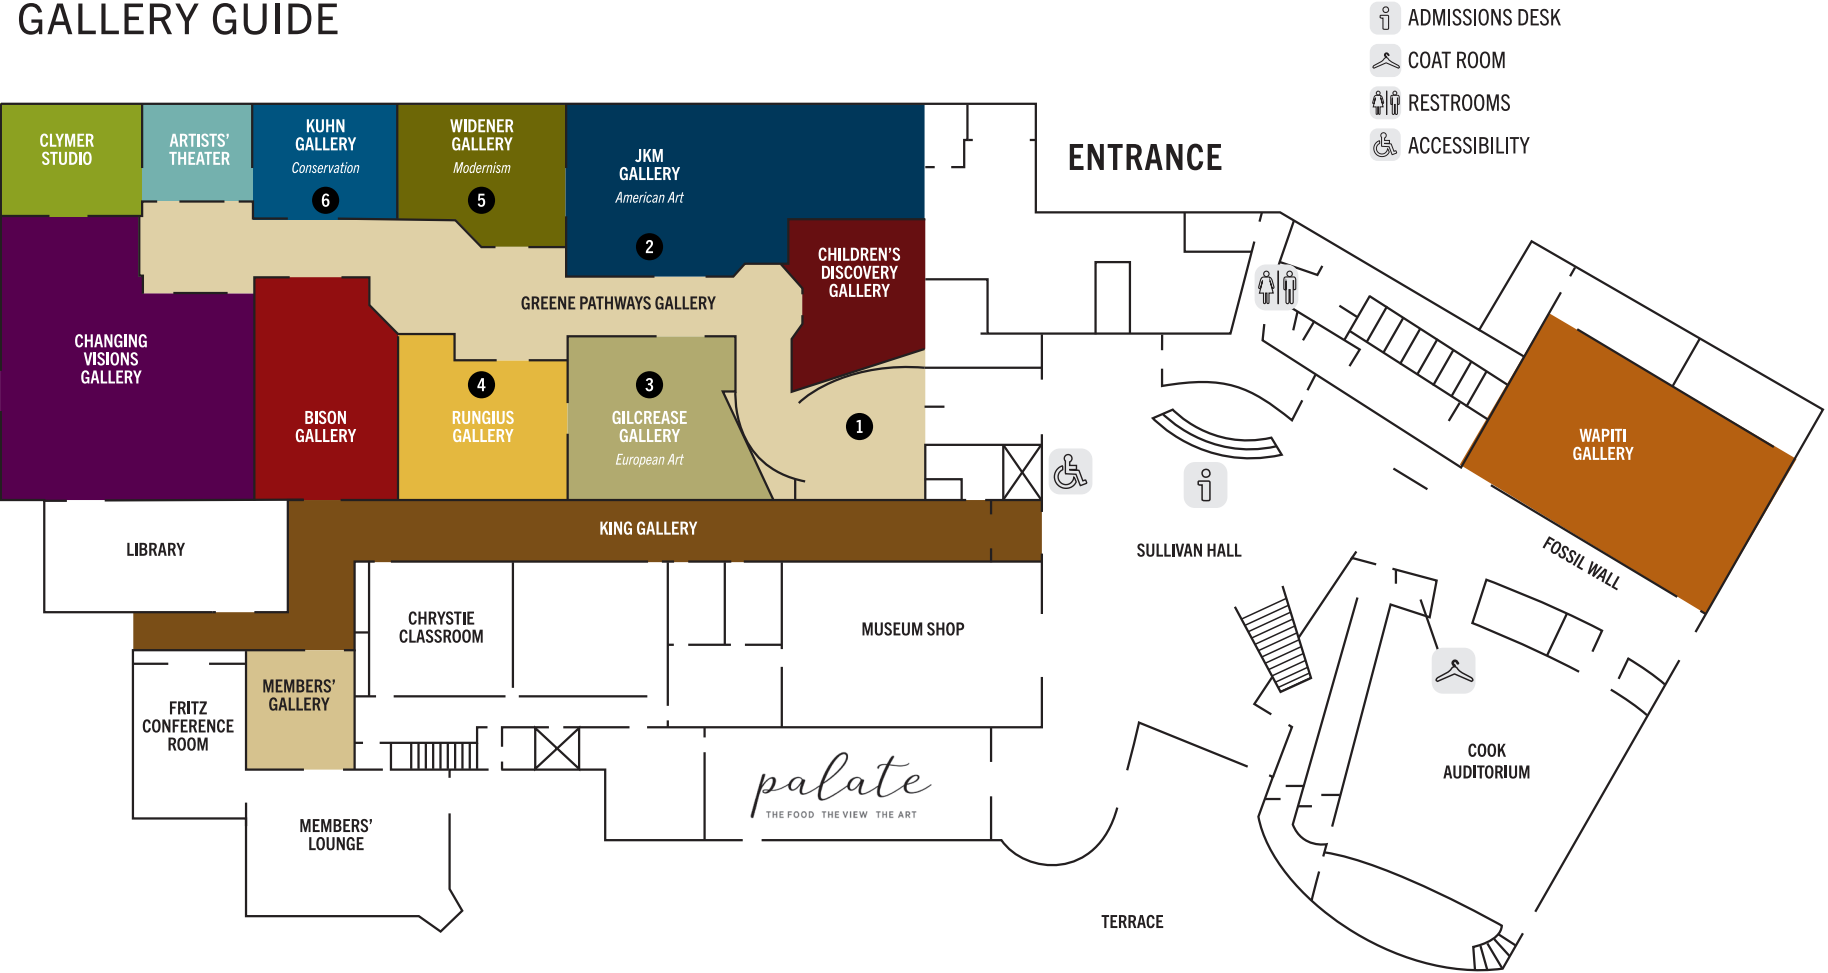 GALLERY GUIDE
ADMISSIONS DESK
COAT ROOM
RESTROOMS
ACCESSIBILITY
ENTRANCE
CLYMER
STUDIO
ARTISTS'
THEATER
KUHN
GALLERY
Conservation
6
WIDENER
GALLERY
Modernism
5
JKM
GALLERY
American Art
2
CHILDREN'S
DISCOVERY
GALLERY
GREENE PATHWAYS GALLERY
CHANGING
VISIONS
GALLERY
BISON
GALLERY
4
RUNGIUS
GALLERY
3
GILCREASE
GALLERY
European Art
1
WAPITI
GALLERY
KING GALLERY
LIBRARY
SULLIVAN HALL
FOSSIL WALL
CHRYSTIE
CLASSROOM
MUSEUM SHOP
MEMBERS'
GALLERY
FRITZ
CONFERENCE
ROOM
palate
THE FOOD THE VIEW THE ART
COOK
AUDITORIUM
MEMBERS'
LOUNGE
TERRACE